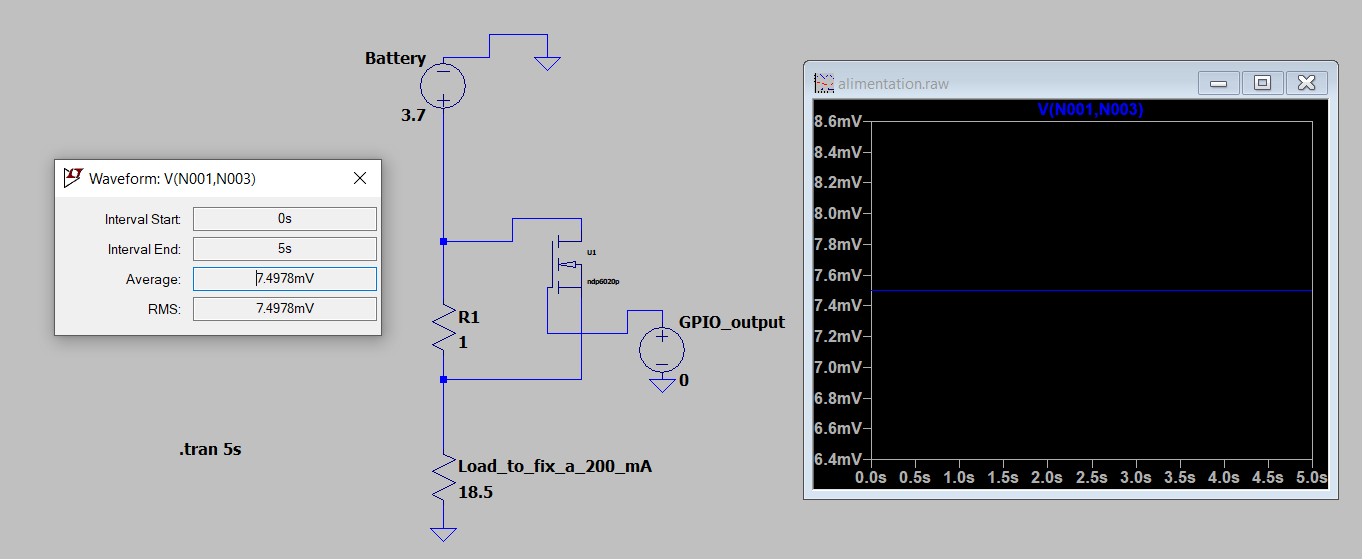 Battery
3.7
Waveform: V(N001,N003)
Interval Start: 0s
Interval End: 5s
Average: 7.4978mV
RMS: 7.4978mV
U1
ndp6020p
R1
1
GPIO_output
0
.tran 5s
Load_to_fix_a_200_mA
18.5
alimentation.raw
V(N001,N003)
8.6mV
8.4mV
8.2mV
8.0mV
7.8mV
7.6mV
7.4mV
7.2mV
7.0mV
6.8mV
6.6mV
6.4mV
0.0s 0.5s 1.0s 1.5s 2.0s 2.5s 3.0s 3.5s 4.0s 4.5s 5.0s